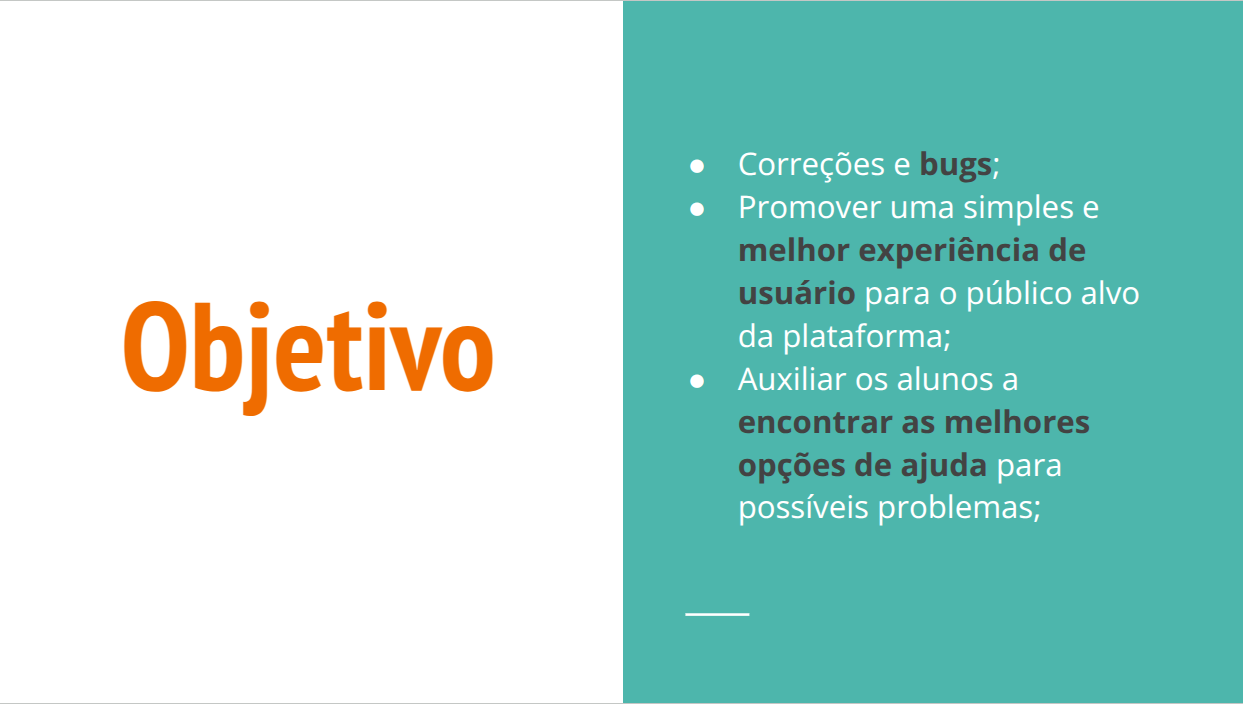 Objetivo
● Correções e bugs;
● Promover uma simples e
melhor experiência de
usuário para o público alvo
da plataforma;
● Auxiliar os alunos a
encontrar as melhores
opções de ajuda para
possíveis problemas;